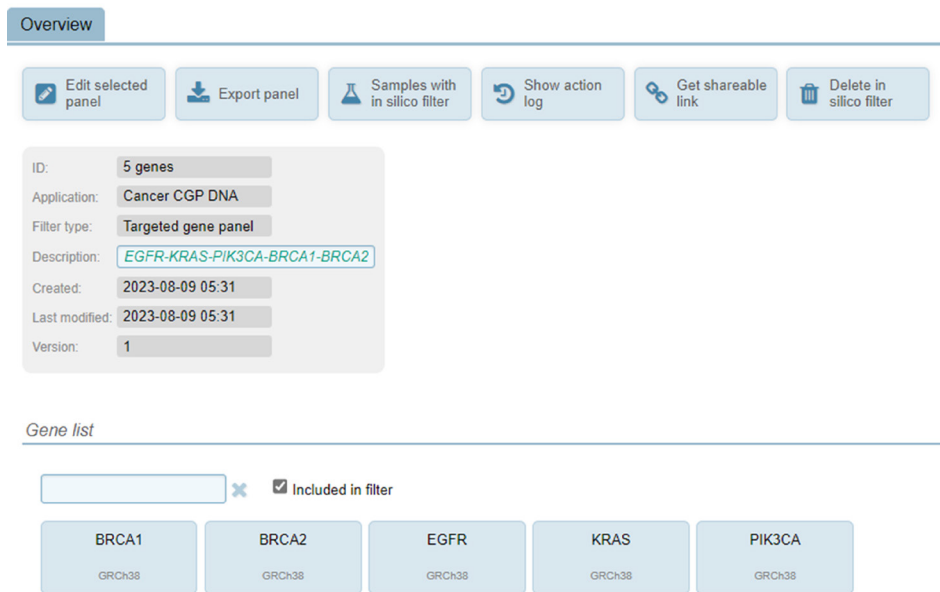 Overview
Edit selected panel
Export panel
Samples with in silico filter
Show action log
Get shareable link
Delete in silico filter
ID: 5 genes
Application: Cancer CGP DNA
Filter type: Targeted gene panel
Description: EGFR-KRAS-PIK3CA-BRCA1-BRCA2
Created: 2023-08-09 05:31
Last modified: 2023-08-09 05:31
Version: 1
Gene list
Included in filter
BRCA1 BRCA2 EGFR KRAS PIK3CA
GRCh38 GRCh38 GRCh38 GRCh38 GRCh38